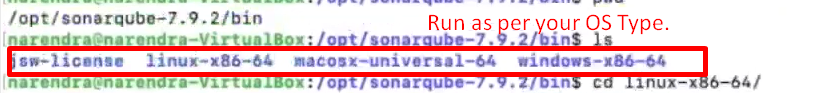 /opt/sonarqube-7.9.2/bin
Run as per your OS Type.
narendra@narendra-VirtualBox:/opt/sonarqube-7.9.2/bin$ ls
jsw-license linux-x86-64 macosx-universal-64 windows-x86-64
narendra@narendra-VirtualBox:/opt/sonarqube-7.9.2/bin$ cd linux-x86-64/